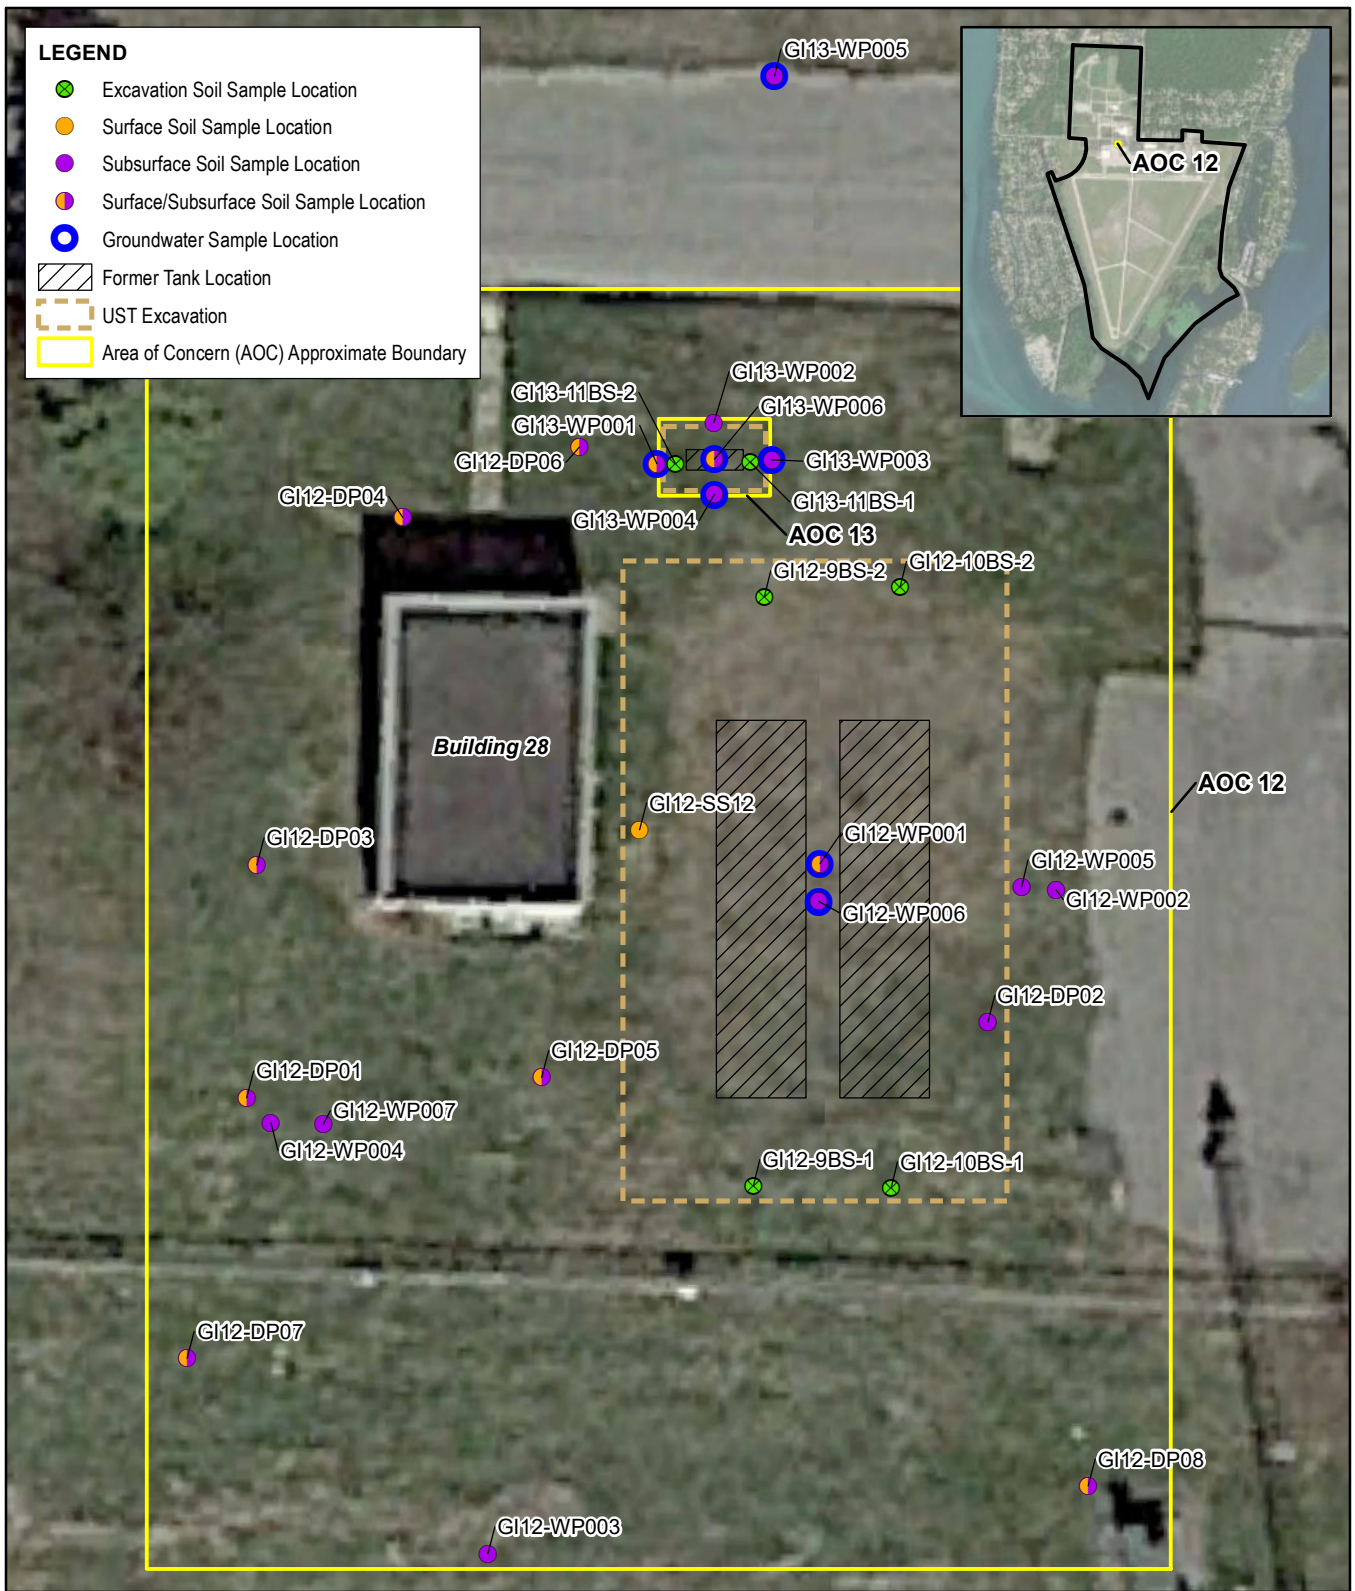 LEGEND
Excavation Soil Sample Location
Surface Soil Sample Location
Subsurface Soil Sample Location
Surface/Subsurface Soil Sample Location
Groundwater Sample Location
Former Tank Location
UST Excavation
Area of Concern (AOC) Approximate Boundary
GI13-WP005
AOC 12
GI13-WP002
GI13-11BS-2
GI13-WP006
GI13-WP001
GI12-DP06
GI13-WP003
GI12-DP04
GI13-11BS-1
GI13-WP004
AOC 13
GI12-9BS-2
GI12-10BS-2
Building 28
AOC 12
GI12-SS12
GI12-DP03
GI12-WP001
GI12-WP005
GI12-WP002
GI12-WP006
GI12-DP02
GI12-DP05
GI12-DP01
GI12-WP007
GI12-WP004
GI12-9BS-1
GI12-10BS-1
GI12-DP07
GI12-DP08
GI12-WP003